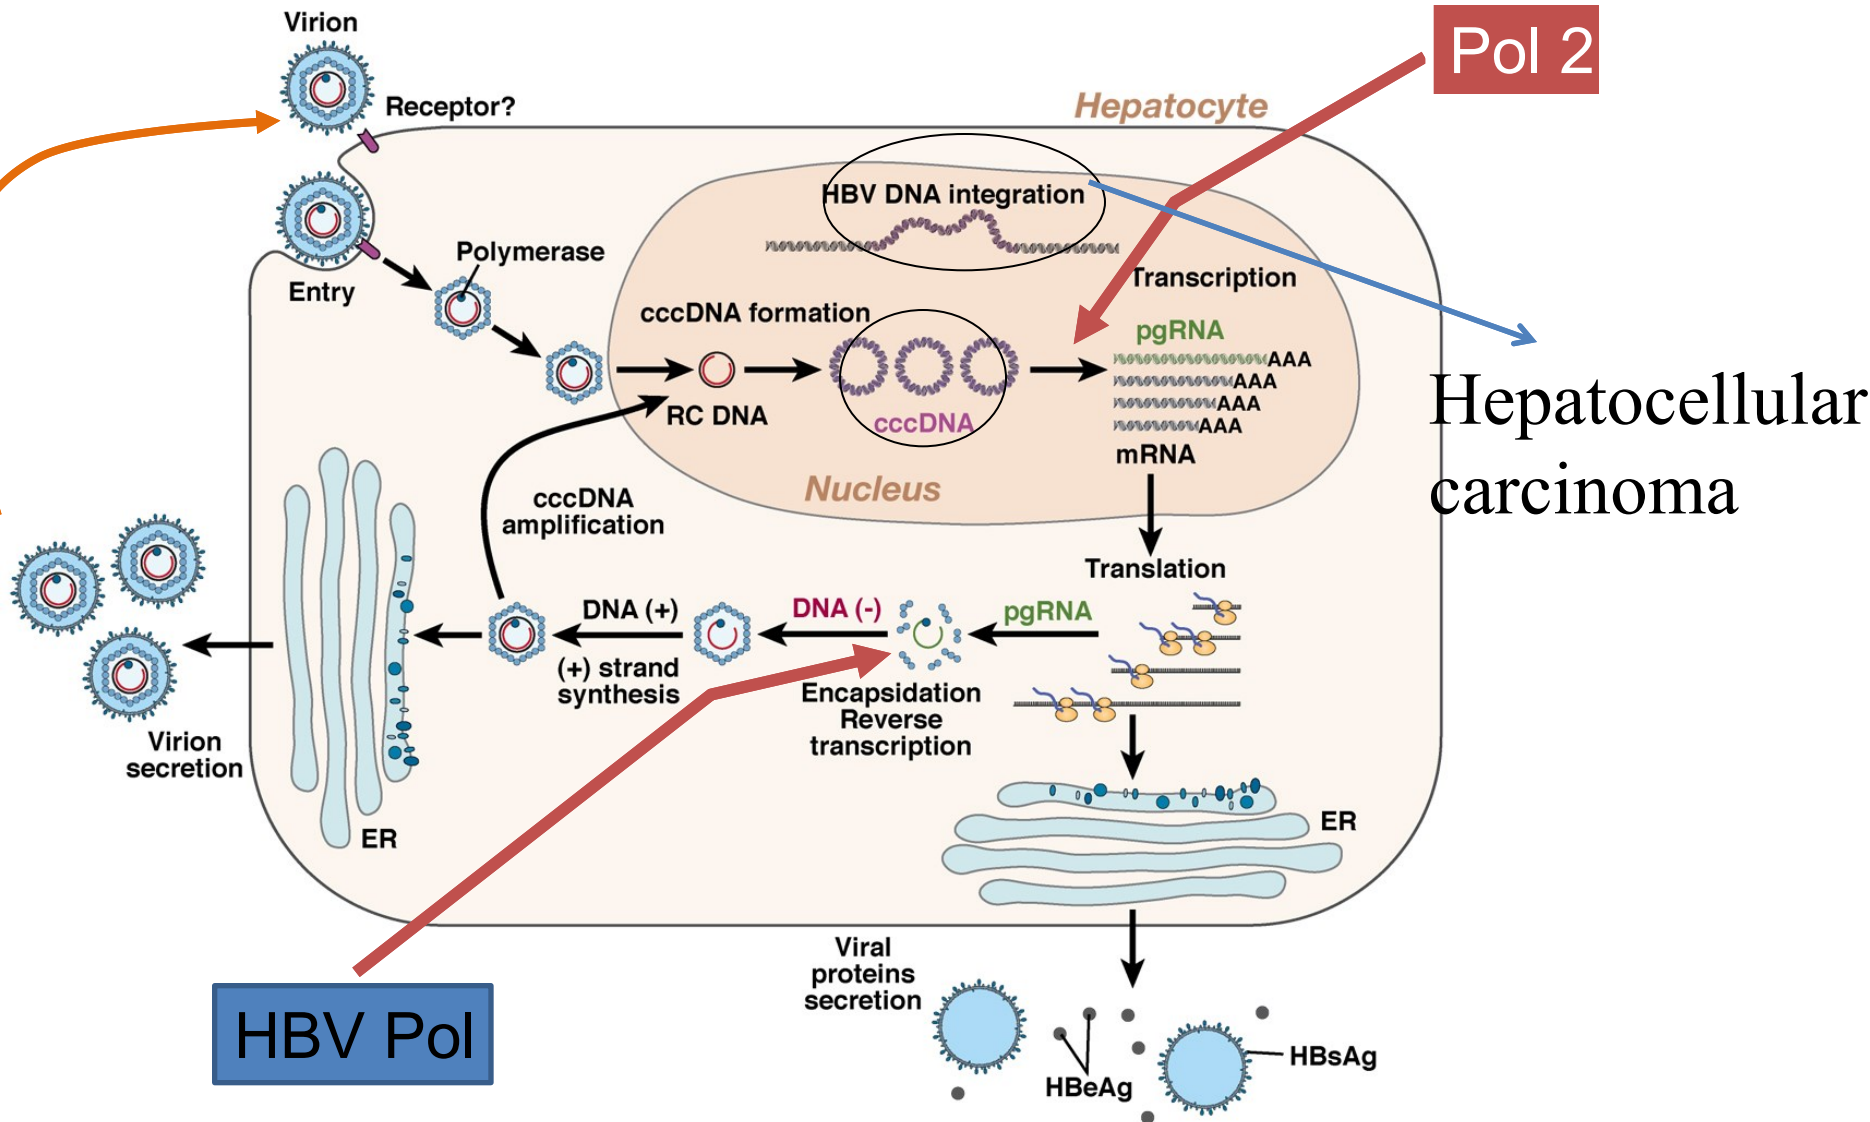 Virion
Pol 2
Receptor?
Hepatocyte
HBV DNA integration
Polymerase
Entry
Transcription
cccDNA formation
pgRNA
AAA
AAA
AAA
AAA
RC DNA
cccDNA
mRNA
Hepatocellular
carcinoma
Nucleus
cccDNA
amplification
Translation
DNA (+)
DNA (-)
pgRNA
(+) strand
synthesis
Encapsidation
Reverse
transcription
Virion
secretion
ER
ER
Viral
proteins
secretion
HBV Pol
HBeAg
HBsAg